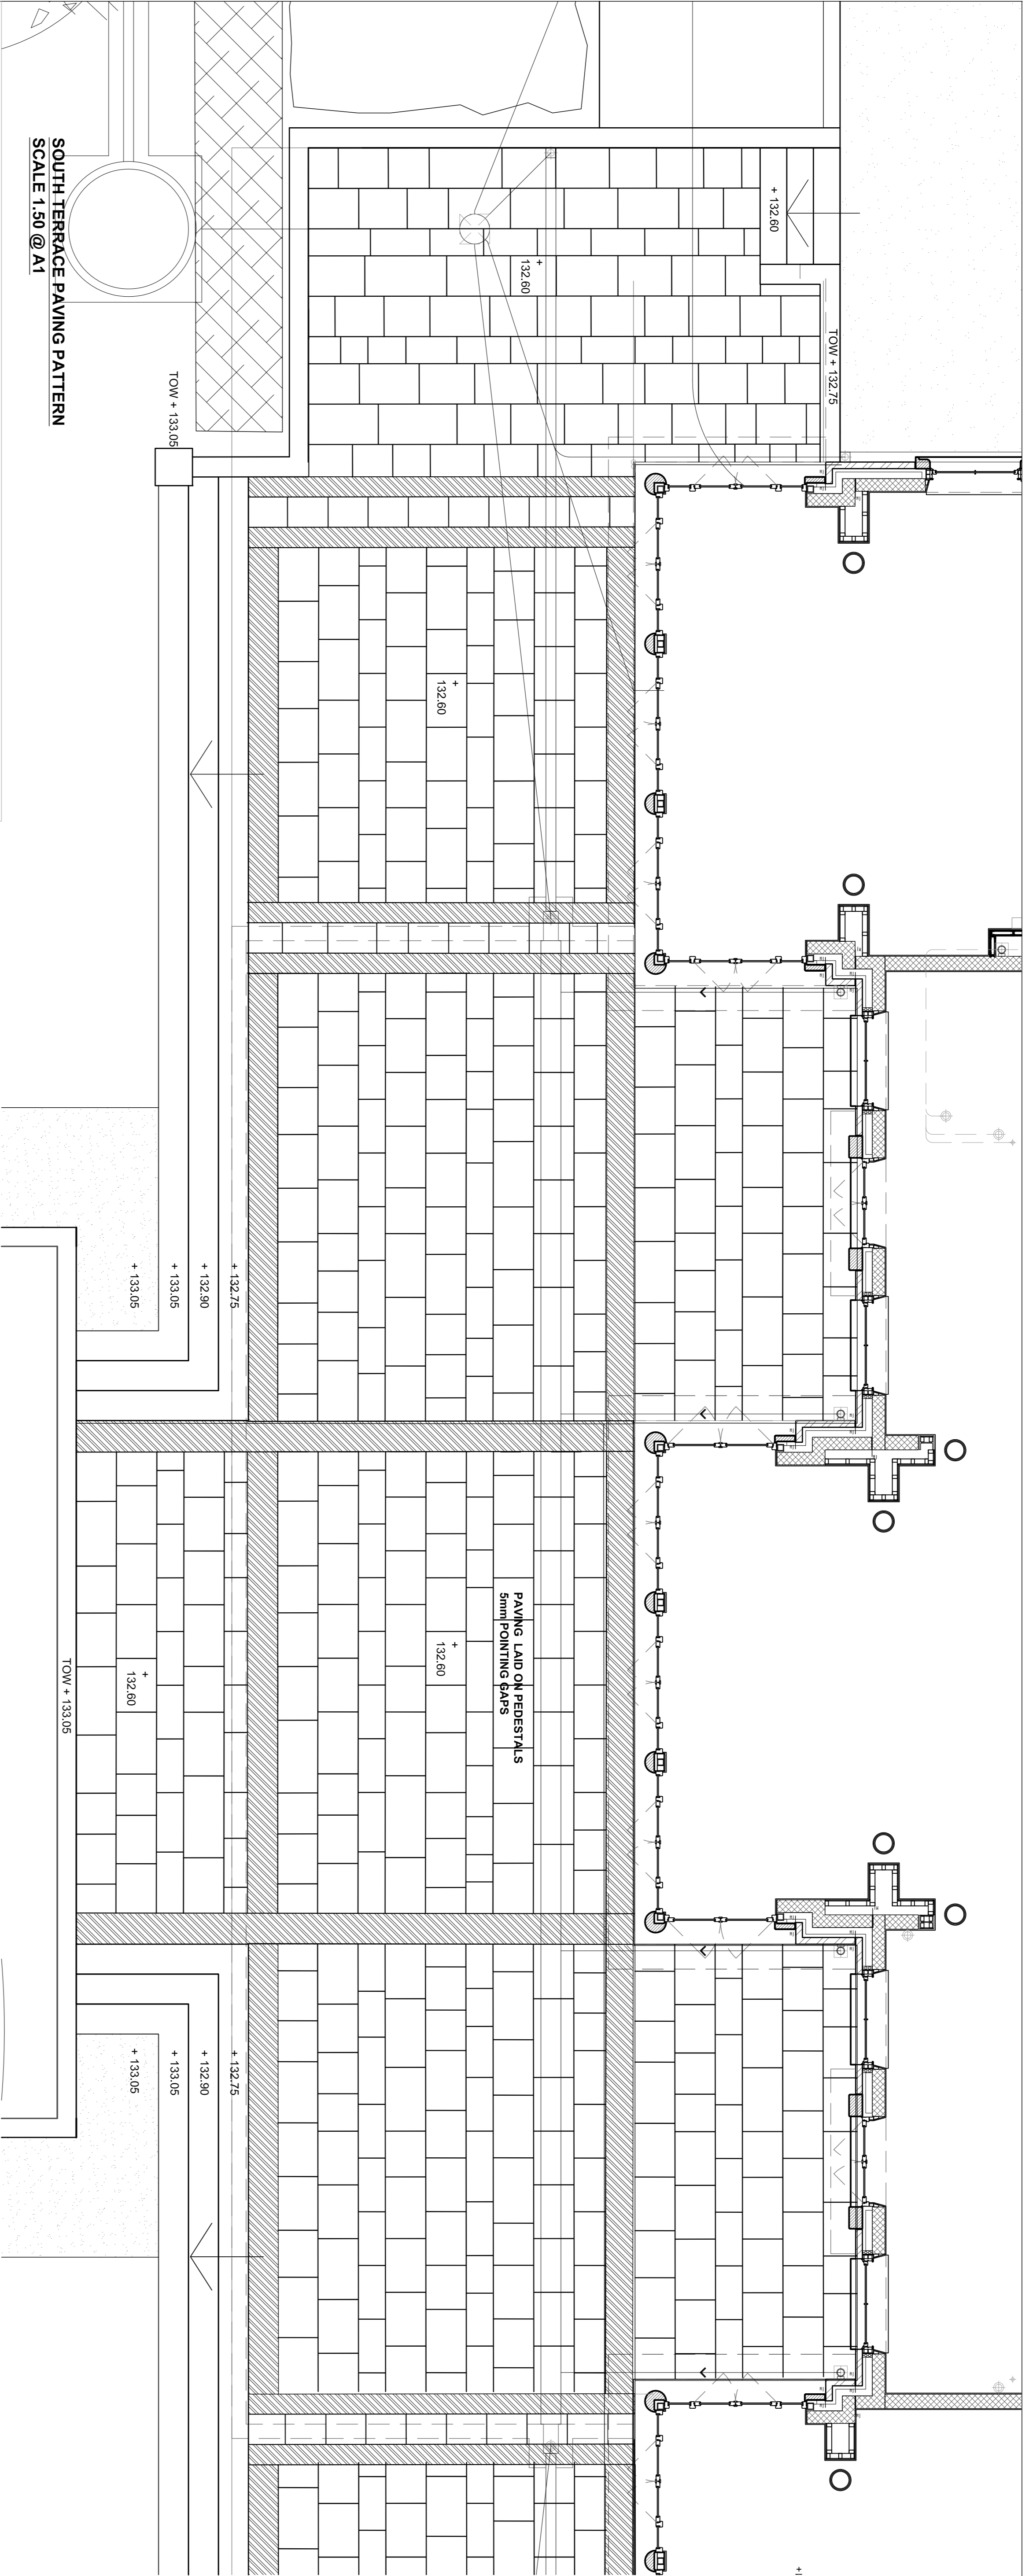 SOUTH TERRACE PAVING PATTERN
SCALE 1.50 @ A1
+ 132.60
+
132.60
TOW + 132.75
TOW + 133.05
+
132.60
+ 132.75
+ 132.90
+ 133.05
+ 133.05
PAVING LAID ON PEDESTALS
5mm POINTING GAPS
+
132.60
+
132.60
TOW + 133.05
+ 132.75
+ 132.90
+ 133.05
+ 133.05